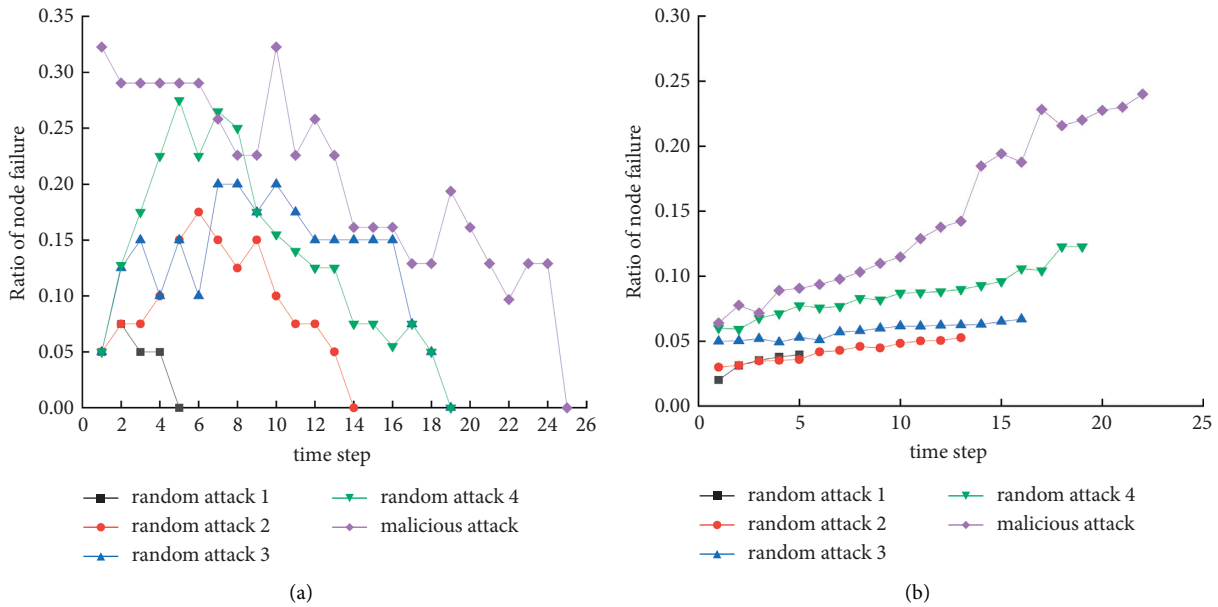 0.35
0.30
0.25
0.20
0.15
0.10
0.05
0.00
Ratio of node failure
2 4 6 8 10 12 14 16 18 20 22 24 26
time step
random attack 1
random attack 2
random attack 3
random attack 4
malicious attack
(a)
0.30
0.25
0.20
0.15
0.10
0.05
0.00
Ratio of node failure
0 5 10 15 20 25
time step
random attack 1
random attack 2
random attack 3
random attack 4
malicious attack
(b)